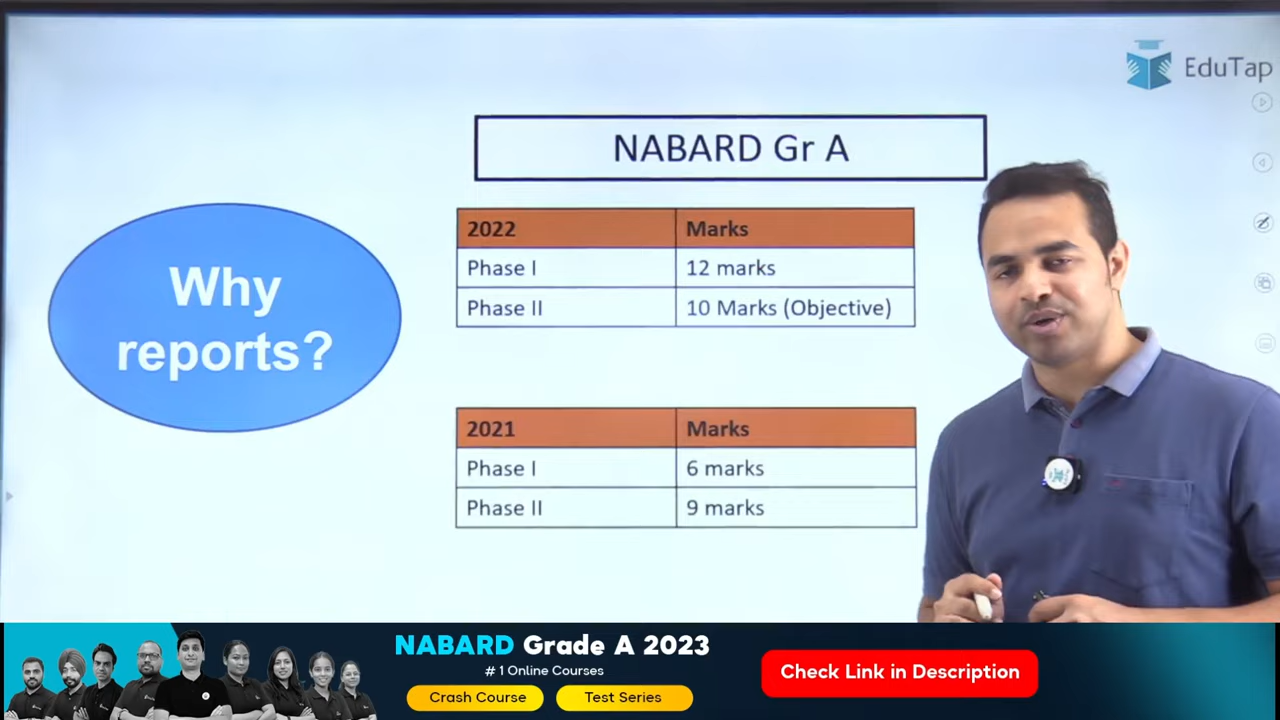 EduTap
NABARD Gr A
Why
reports?
2022 Marks
Phase I 12 marks
Phase II 10 Marks (Objective)
2021 Marks
Phase I 6 marks
Phase II 9 marks
NABARD Grade A 2023
# 1 Online Courses
Crash Course Test Series
Check Link in Description